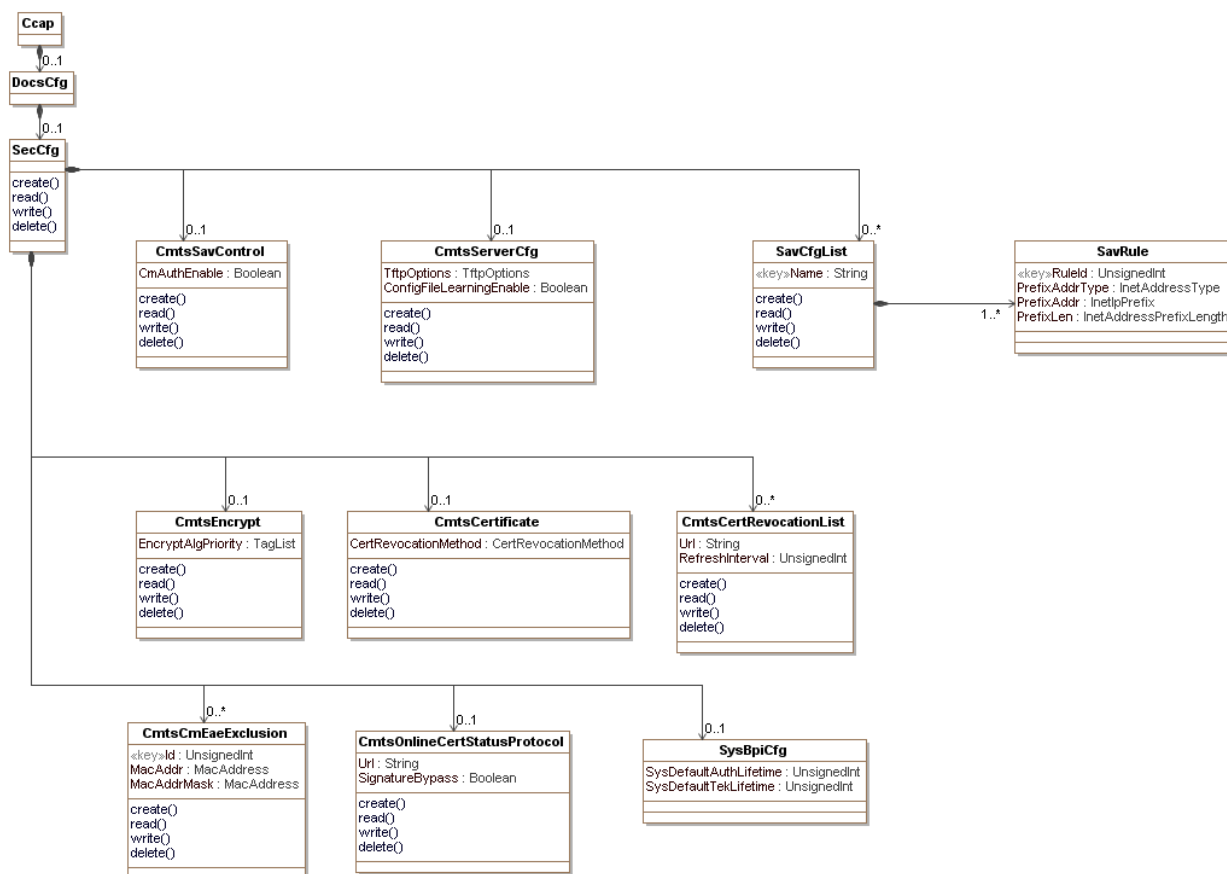 Ccap
0..1
DocsCfg
0..1
SecCfg
create()
read()
write()
delete()
0..1
0..1
0..*
CmtsSavControl
CmAuthEnable : Boolean
create()
read()
write()
delete()
CmtsServerCfg
TftpOptions : TftpOptions
ConfigFileLearningEnable : Boolean
create()
read()
write()
delete()
SavCfgList
«key»Name : String
create()
read()
write()
delete()
1..*
SavRule
«key»RuleId : UnsignedInt
PrefixAddrType : InetAddressType
PrefixAddr : InetIpPrefix
PrefixLen : InetAddressPrefixLength
0..1
0..1
0..*
CmtsEncrypt
EncryptAlgPriority : TagList
create()
read()
write()
delete()
CmtsCertificate
CertRevocationMethod : CertRevocationMethod
create()
read()
write()
delete()
CmtsCertRevocationList
Url : String
RefreshInterval : UnsignedInt
create()
read()
write()
delete()
0..*
0..1
0..1
CmtsCmEaeExclusion
«key»Id : UnsignedInt
MacAddr : MacAddress
MacAddrMask : MacAddress
create()
read()
write()
delete()
CmtsOnlineCertStatusProtocol
Url : String
SignatureBypass : Boolean
create()
read()
write()
delete()
SysBpiCfg
SysDefaultAuthLifetime : UnsignedInt
SysDefaultTekLifetime : UnsignedInt